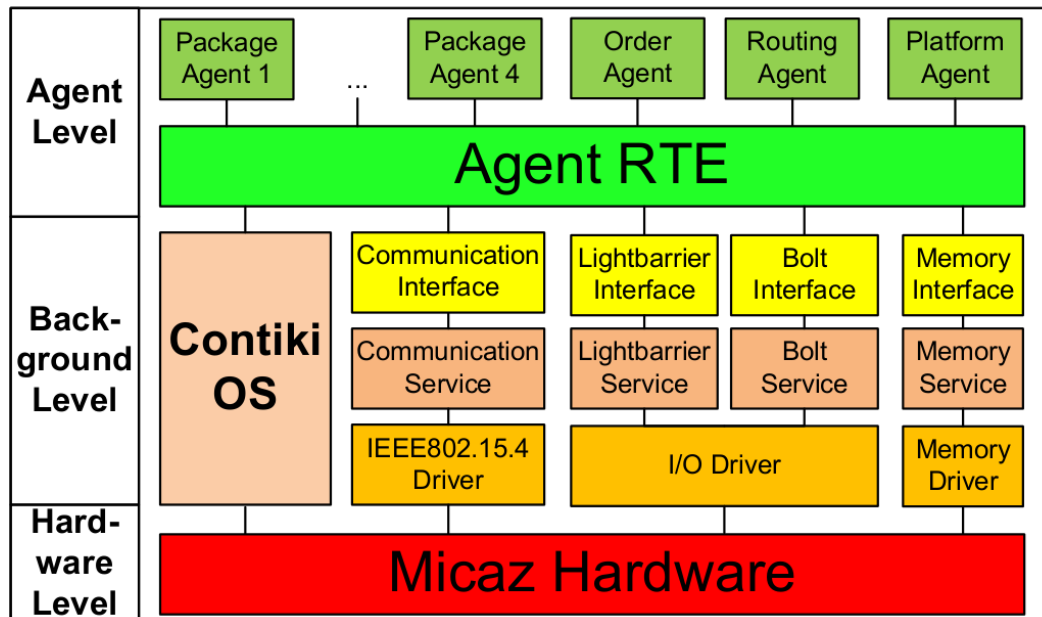 Agent
Level
Package
Agent 1
...
Package
Agent 4
Order
Agent
Routing
Agent
Platform
Agent
Agent RTE
Back-
ground
Level
Contiki
OS
Communication
Interface
Lightbarrier
Interface
Bolt
Interface
Memory
Interface
Communication
Service
Lightbarrier
Service
Bolt
Service
Memory
Service
IEEE802.15.4
Driver
I/O Driver
Memory
Driver
Hard-
ware
Level
Micaz Hardware